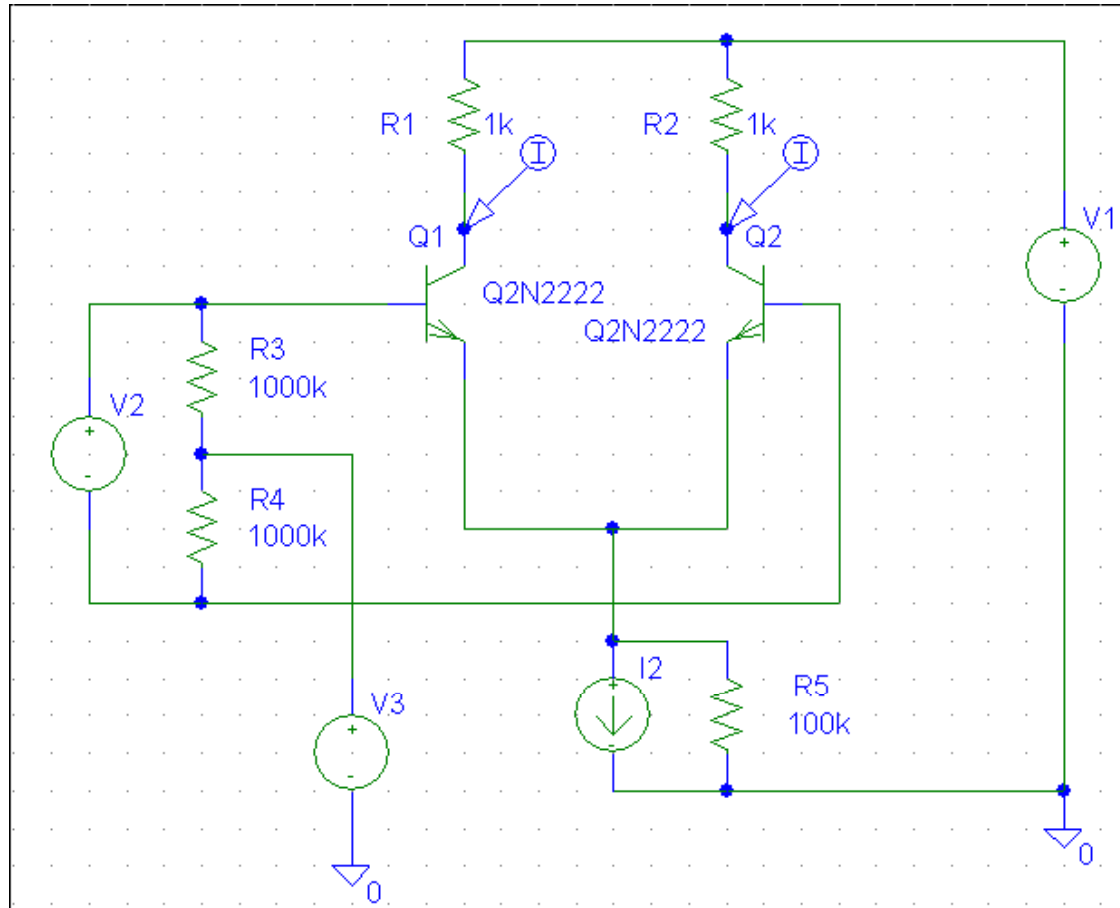 R1
1k
R2
1k
I
I
V1
+
-
Q1
Q2
Q2N2222
Q2N2222
R3
1000k
V2
+
-
R4
1000k
I2
+
-
R5
100k
V3
+
-
0
0